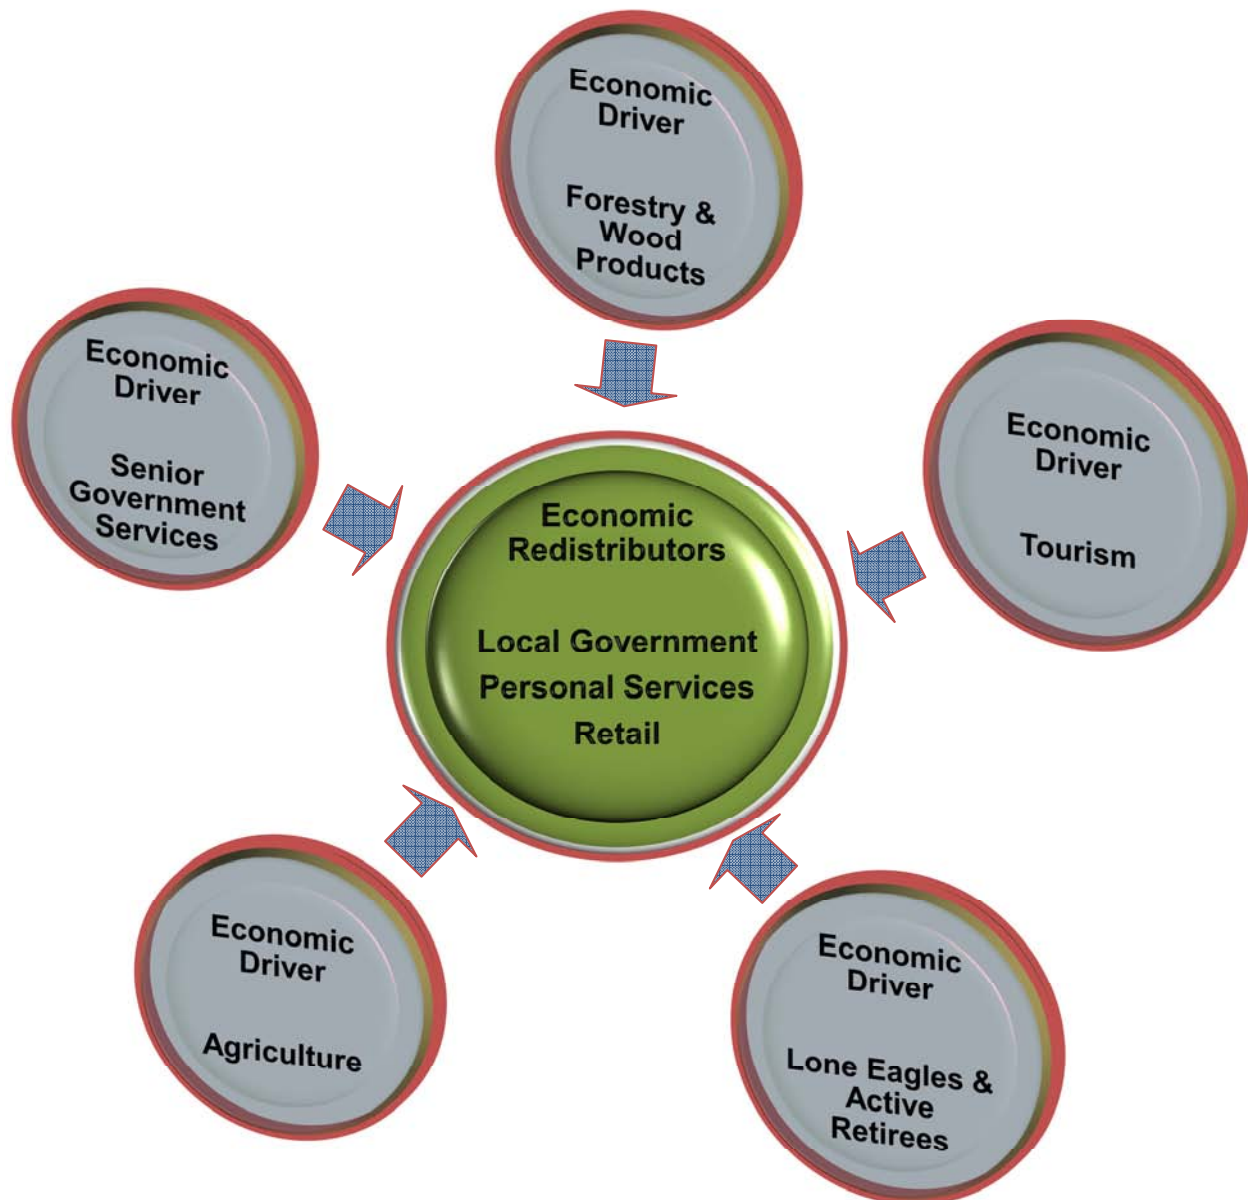 Economic
Driver
Forestry &
Wood
Products
Economic
Driver
Senior
Government
Services
Economic
Driver
Tourism
Economic
Redistributors
Local Government
Personal Services
Retail
Economic
Driver
Agriculture
Economic
Driver
Lone Eagles &
Active
Retirees